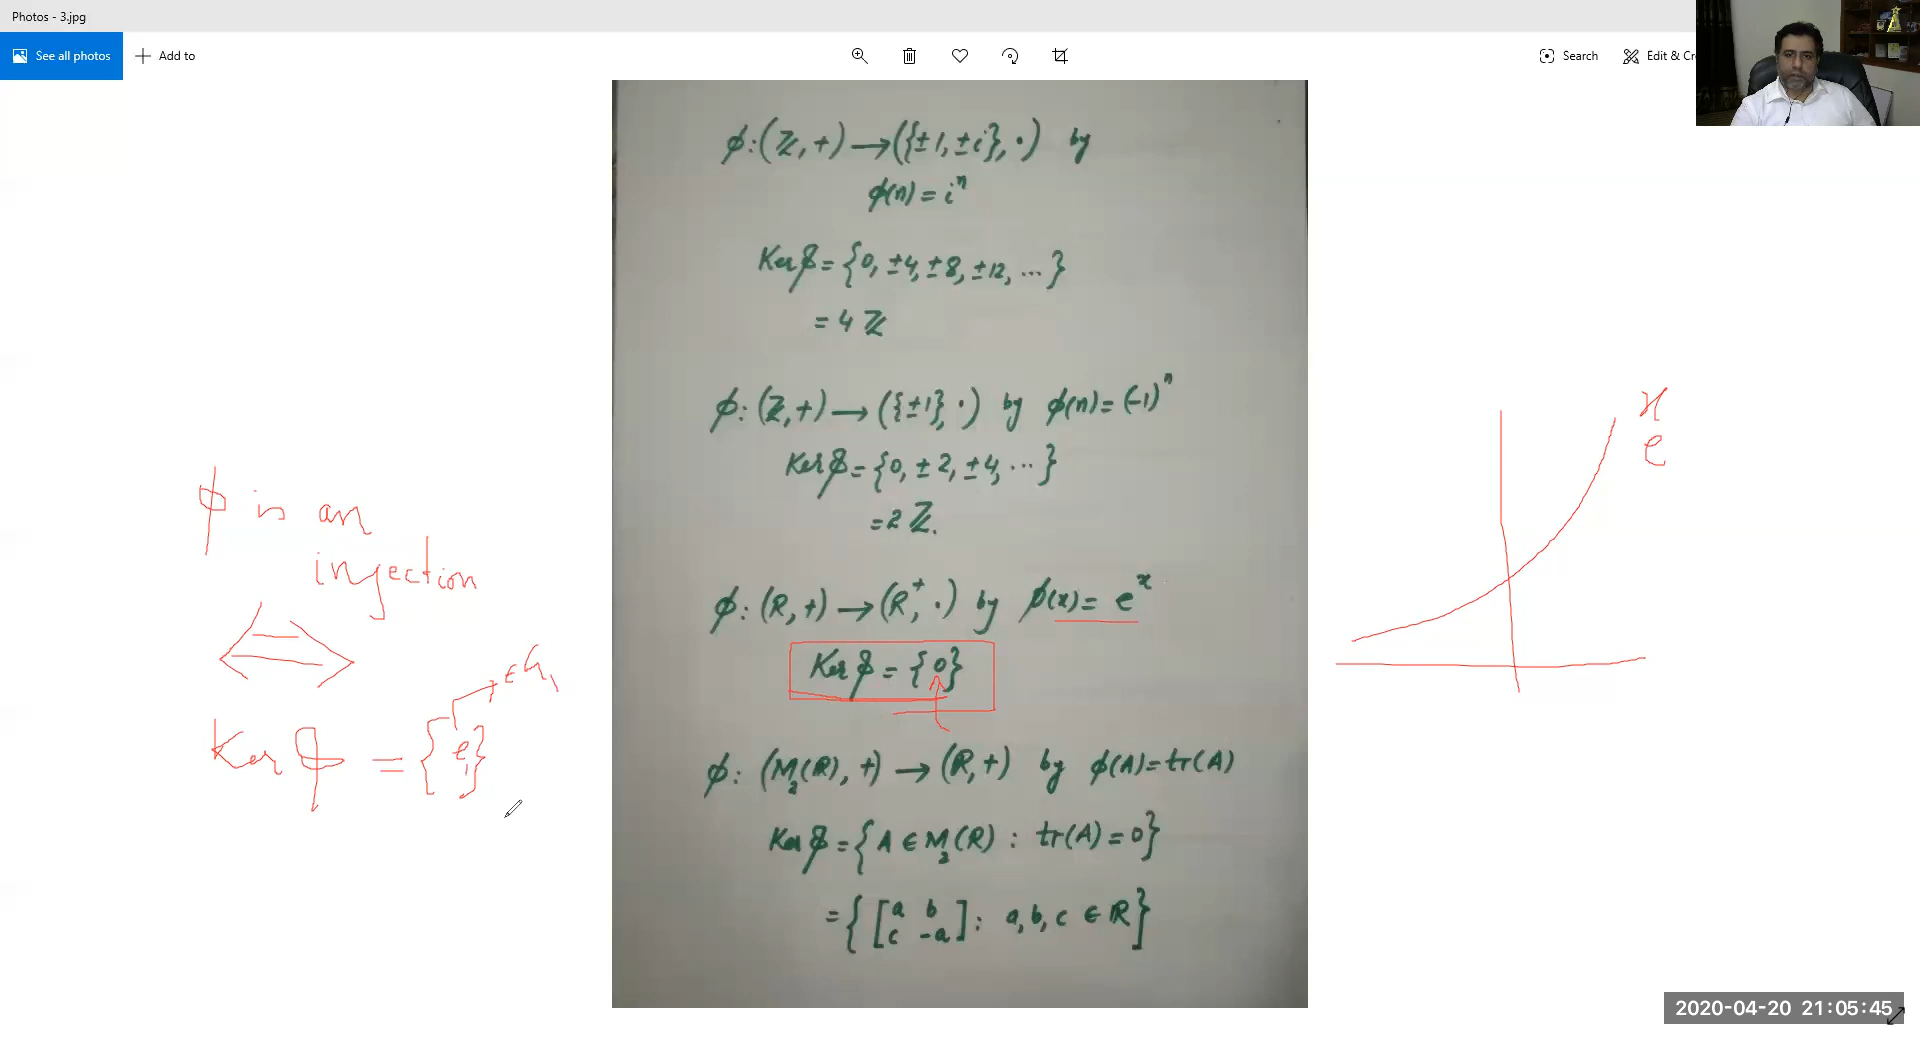 Photos - 3.jpg
See all photos
Add to
Search
Edit & Cr
ϕ:(ℤ,+)→({±1,±i},·) by
ϕ(n)=iⁿ
Ker ϕ={0,±4,±8,±12,...}
=4ℤ
ϕ:(ℤ,+)→({±1},·) by ϕ(n)=(-1)ⁿ
Ker ϕ={0,±2,±4,...}
=2ℤ.
ϕ:(R,+)→(R⁺,·) by ϕ(x)=eˣ
Ker ϕ={0}
ϕ:(M₂(R),+)→(R,+) by ϕ(A)=tr(A)
Ker ϕ={A∈M₂(R): tr(A)=0}
={[a b
c -a]: a,b,c ∈ℝ}
ϕ is an
injection
⟺
∈G₁
Ker ϕ = {e₁}
eˣ
2020-04-20 21:05:45